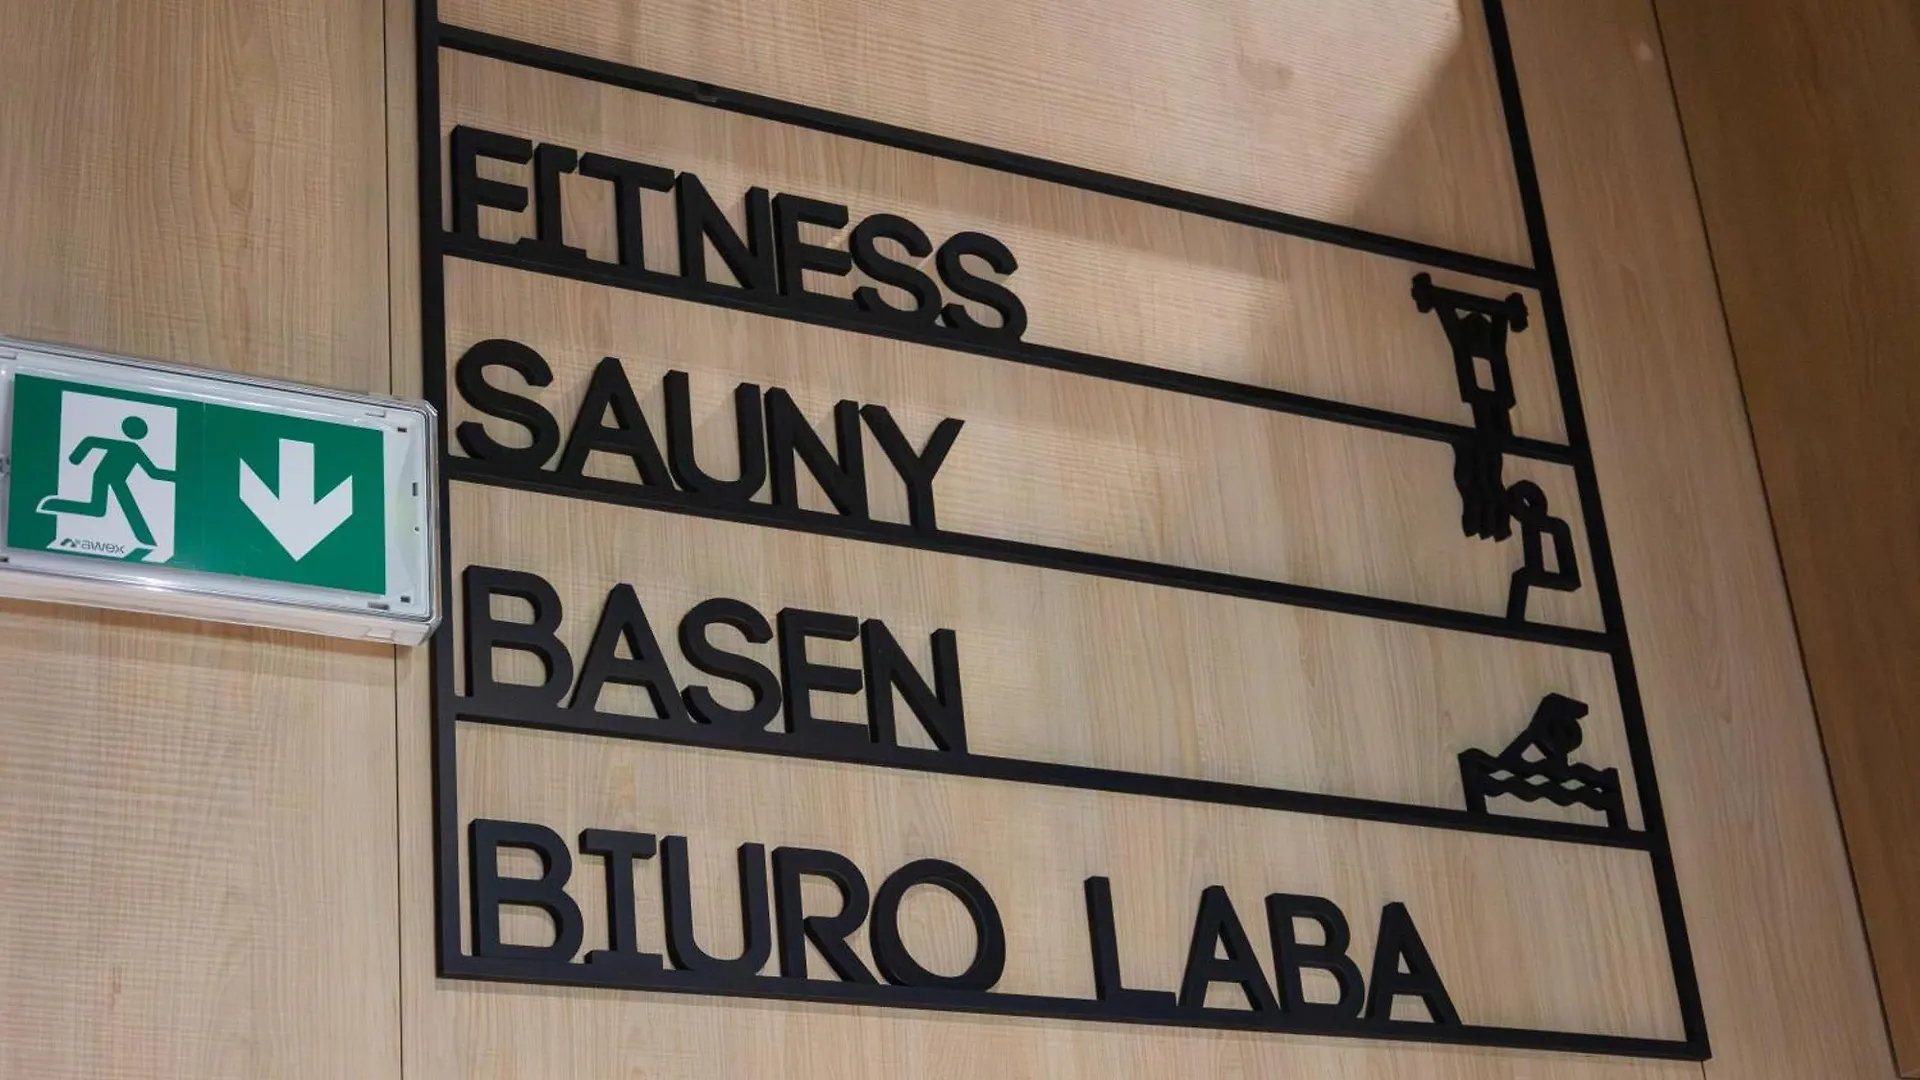 FITNESS
SAUNY
BASEN
BIURO LABA
awex